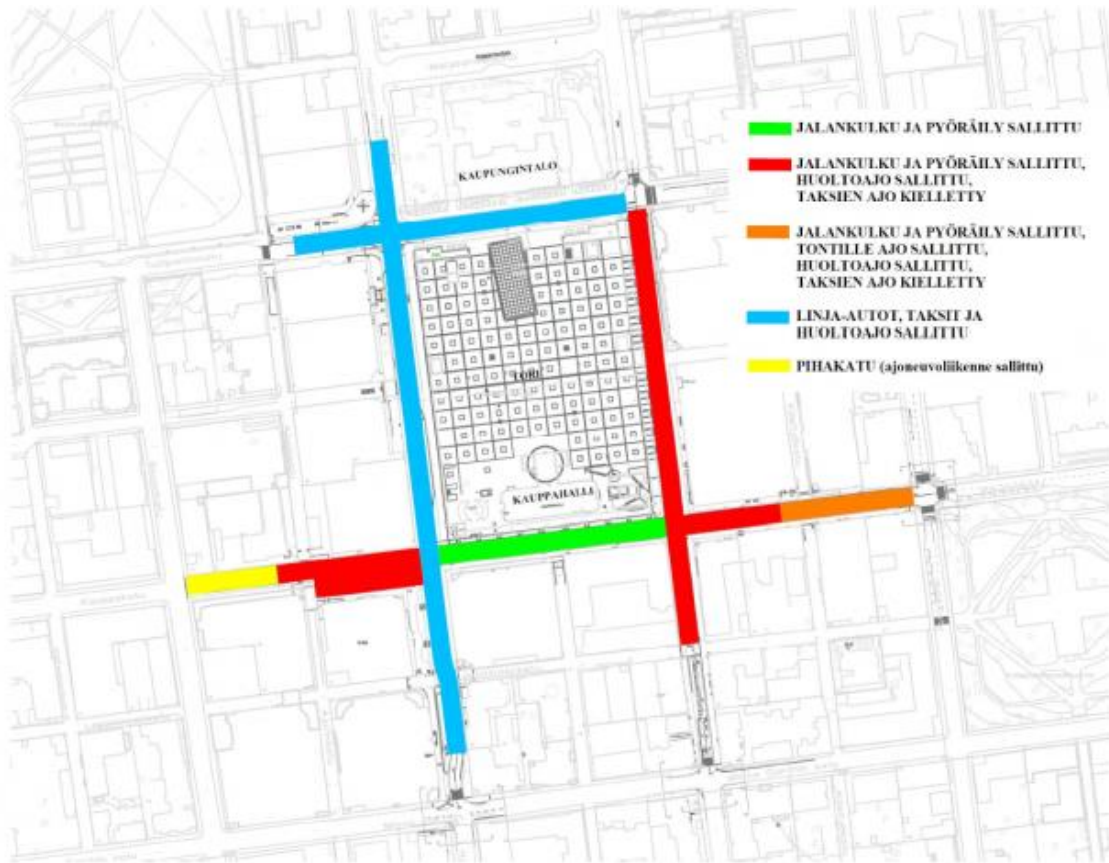 KAUPUNGINTALO
TORI
KAUPPAHALLI
JALANKULKU JA PYÖRÄILY SALLITTU
JALANKULKU JA PYÖRÄILY SALLITTU,
HUOLTOAJO SALLITTU,
TAKSIEN AJO KIELLETTY
JALANKULKU JA PYÖRÄILY SALLITTU,
TONTILLE AJO SALLITTU,
HUOLTOAJO SALLITTU,
TAKSIEN AJO KIELLETTY
LINJA-AUTOT, TAKSIT JA
HUOLTOAJO SALLITTU
PIHAKATU (ajoneuvoliikenne sallittu)